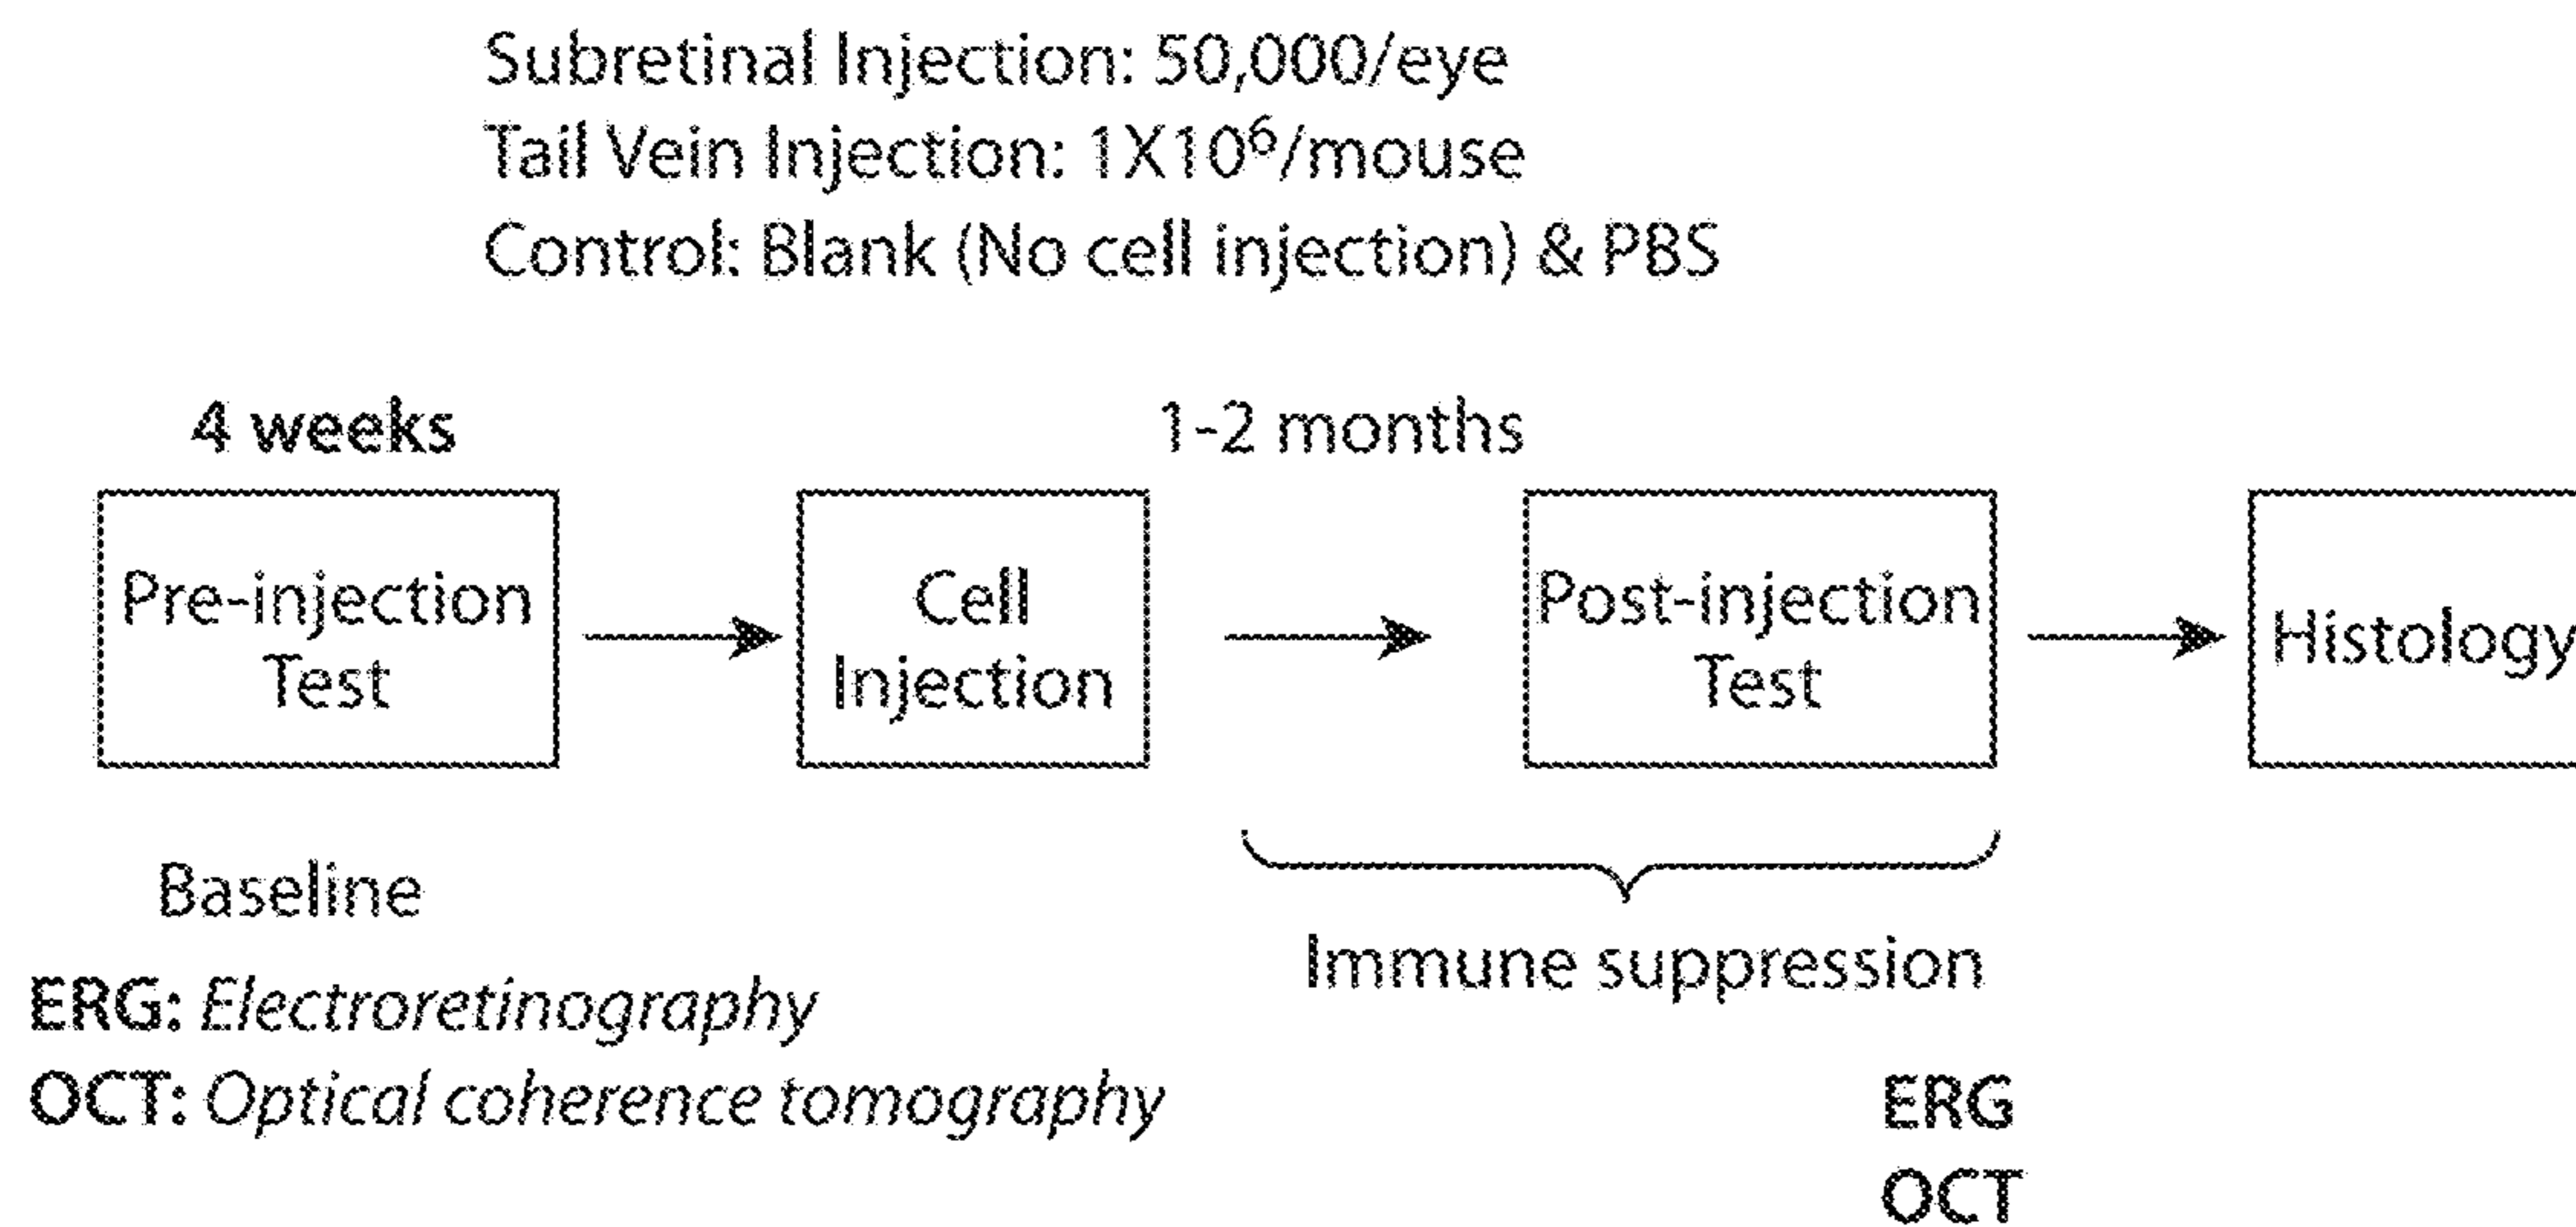 Subretinal Injection: 50,000/eye
Tail Vein Injection: 1X10⁶/mouse
Control: Blank (No cell injection) & PBS
4 weeks
1-2 months
Pre-injection
Test
Cell
Injection
Post-injection
Test
Histology
Baseline
Immune suppression
ERG: Electroretinography
OCT: Optical coherence tomography
ERG
OCT